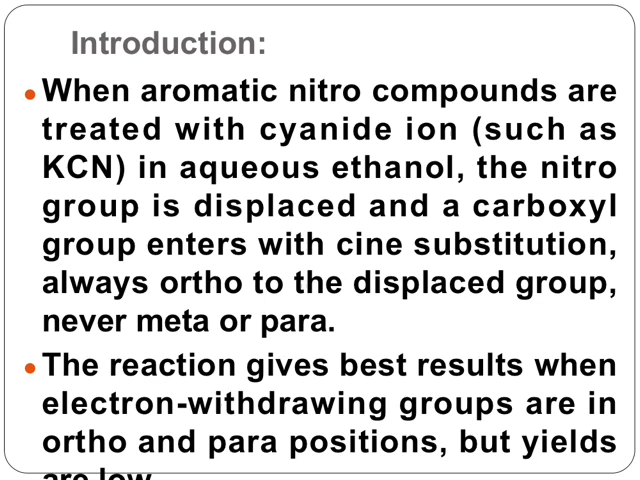 Introduction:
• When aromatic nitro compounds are
treated with cyanide ion (such as
KCN) in aqueous ethanol, the nitro
group is displaced and a carboxyl
group enters with cine substitution,
always ortho to the displaced group,
never meta or para.
• The reaction gives best results when
electron-withdrawing groups are in
ortho and para positions, but yields
are low